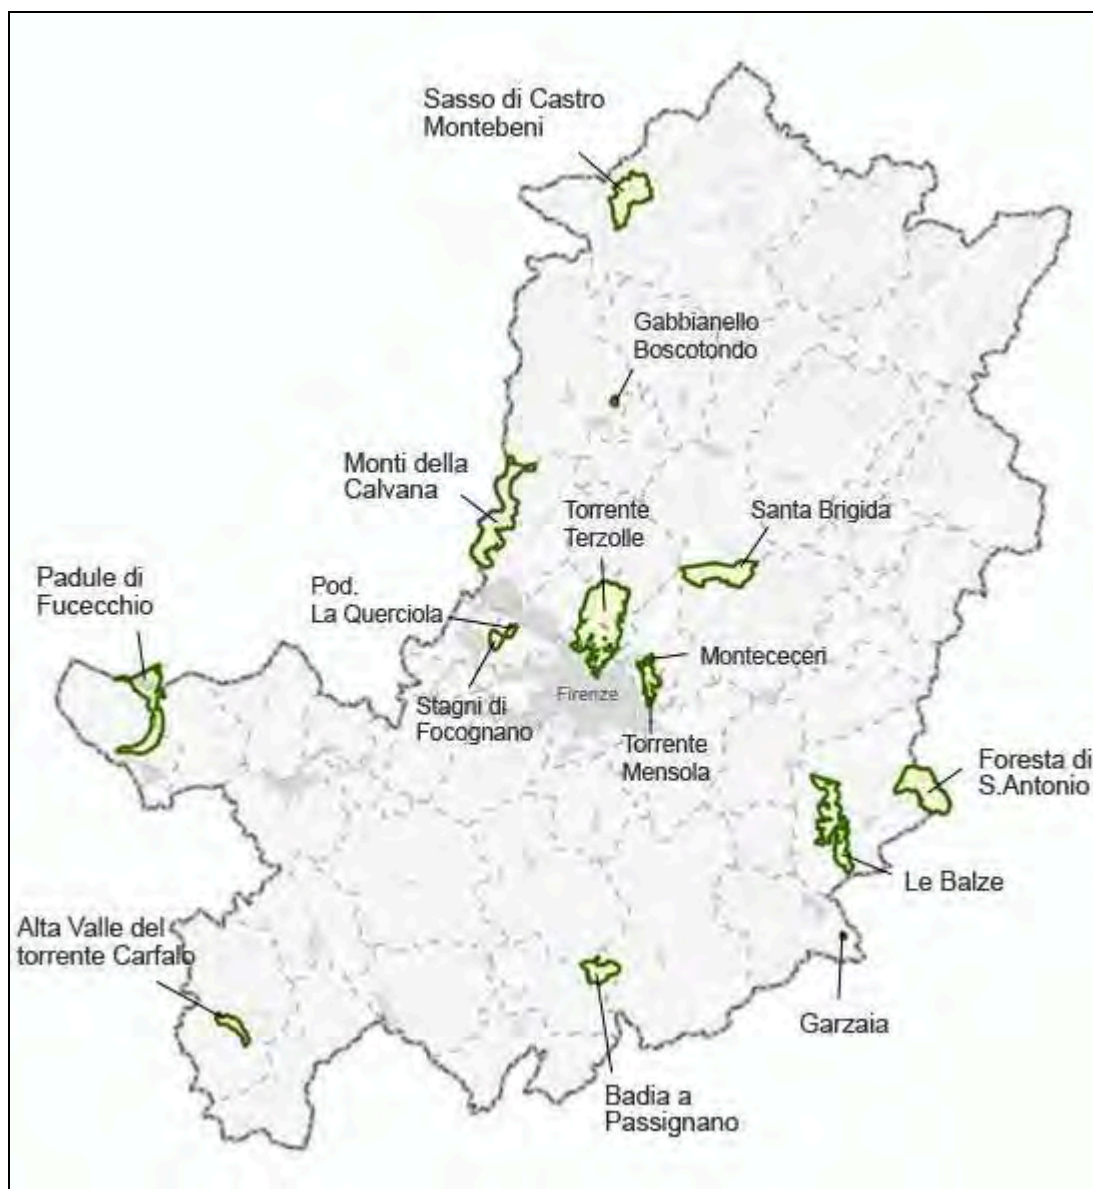 Sasso di Castro
Montebeni
Gabbianello
Boscotondo
Monti della
Calvana
Torrente
Terzolle
Santa Brigida
Padule di
Fucecchio
Pod.
La Querciola
Montececeri
Firenze
Stagni di
Focognano
Torrente
Mensola
Foresta di
S.Antonio
Le Balze
Alta Valle del
torrente Carfalo
Garzaia
Badia a
Passignano